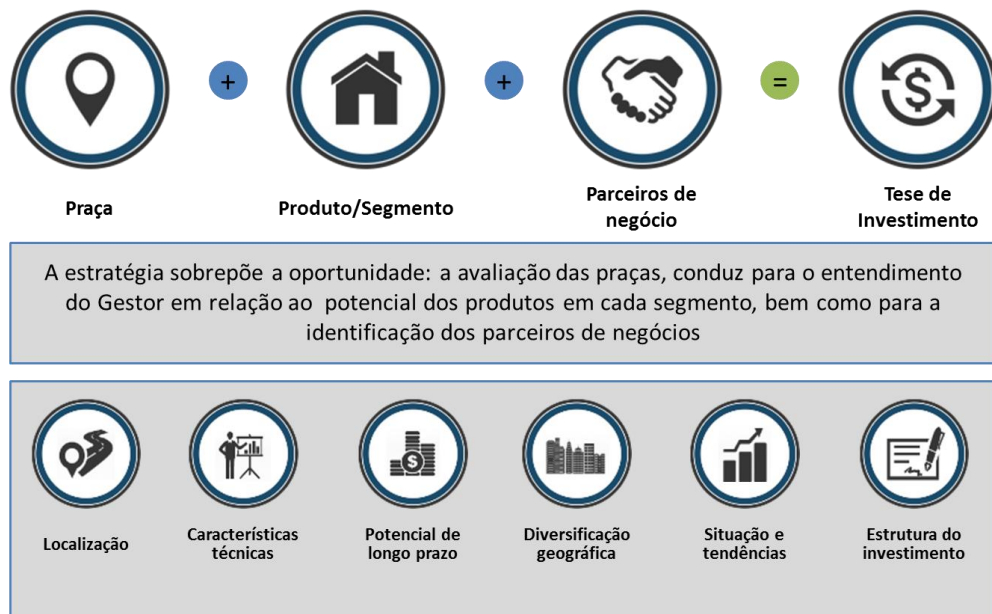 + + =
Praça
Produto/Segmento
Parceiros de
negócio
Tese de
Investimento
A estratégia sobrepõe a oportunidade: a avaliação das praças, conduz para o entendimento
do Gestor em relação ao potencial dos produtos em cada segmento, bem como para a
identificação dos parceiros de negócios
Localização
Características
técnicas
Potencial de
longo prazo
Diversificação
geográfica
Situação e
tendências
Estrutura do
investimento